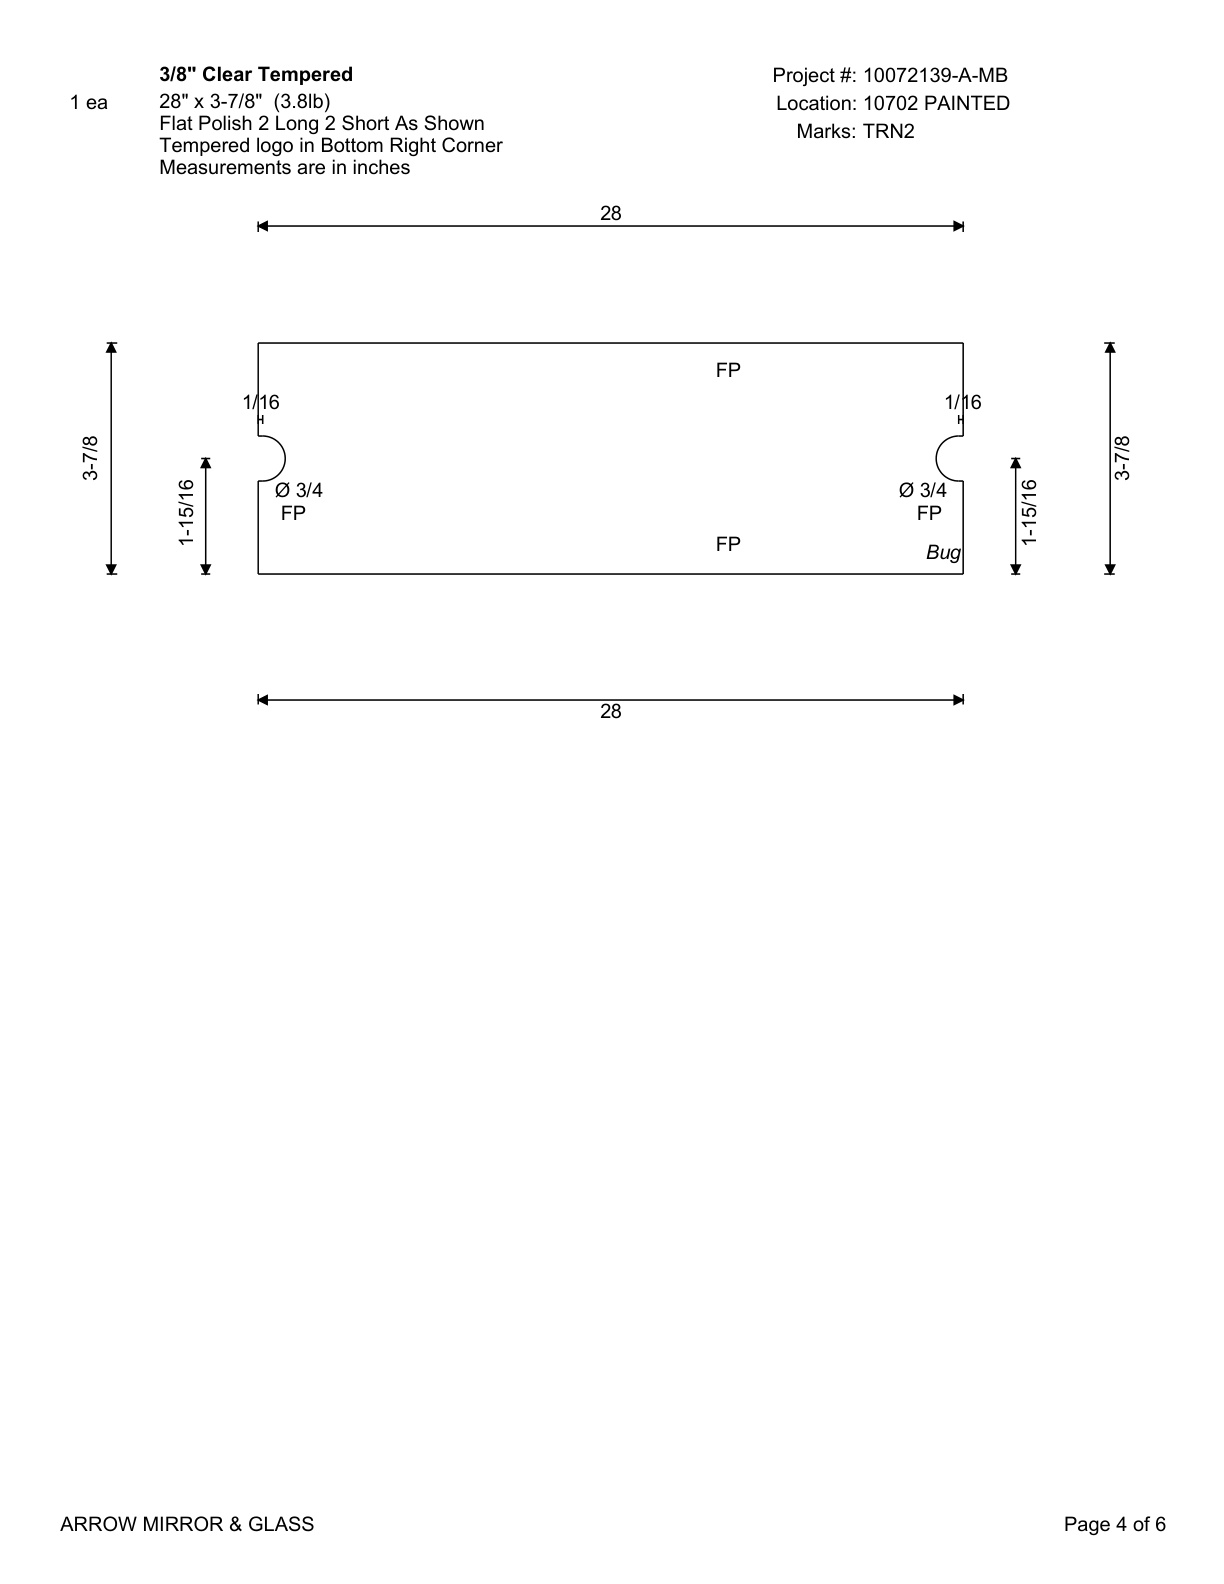 3/8" Clear Tempered
1 ea
28" x 3-7/8" (3.8lb)
Flat Polish 2 Long 2 Short As Shown
Tempered logo in Bottom Right Corner
Measurements are in inches
Project #: 10072139-A-MB
Location: 10702 PAINTED
Marks: TRN2
28
FP
1/16
1/16
3-7/8
3-7/8
1-15/16
1-15/16
Ø 3/4
FP
Ø 3/4
FP
FP
Bug
28
ARROW MIRROR & GLASS
Page 4 of 6